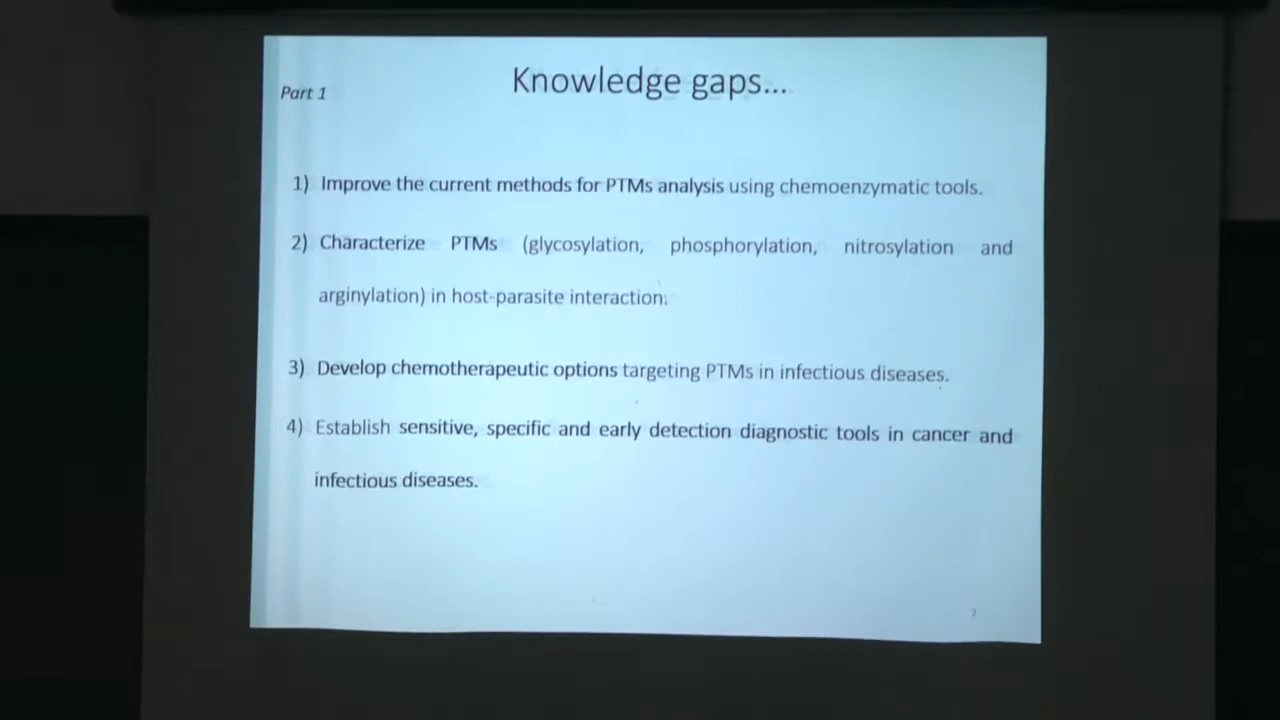 Part 1
Knowledge gaps...
1) Improve the current methods for PTMs analysis using chemoenzymatic tools.
2) Characterize PTMs (glycosylation, phosphorylation, nitrosylation and
arginylation) in host-parasite interaction.
3) Develop chemotherapeutic options targeting PTMs in infectious diseases.
4) Establish sensitive, specific and early detection diagnostic tools in cancer and
infectious diseases.
7